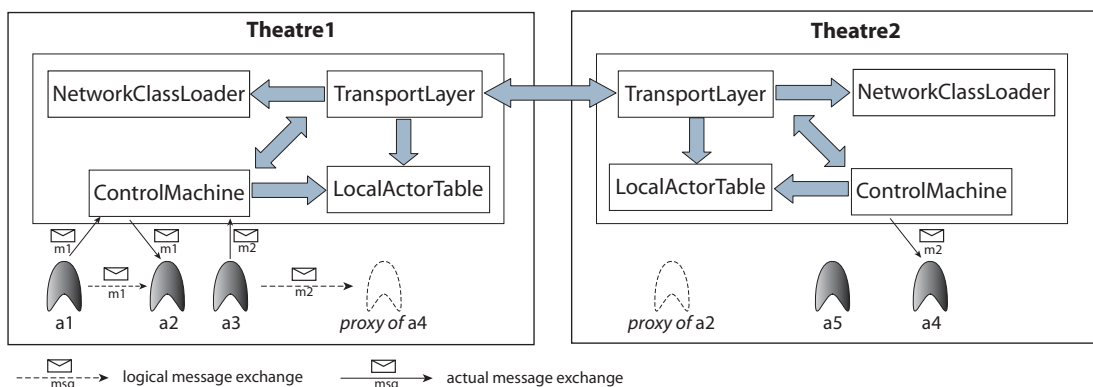 Theatre1
Theatre2
NetworkClassLoader
TransportLayer
TransportLayer
NetworkClassLoader
ControlMachine
LocalActorTable
LocalActorTable
ControlMachine
m1
m1
m2
m2
m1
m2
a1
a2
a3
proxy of a4
proxy of a2
a5
a4
msg
logical message exchange
msg
actual message exchange